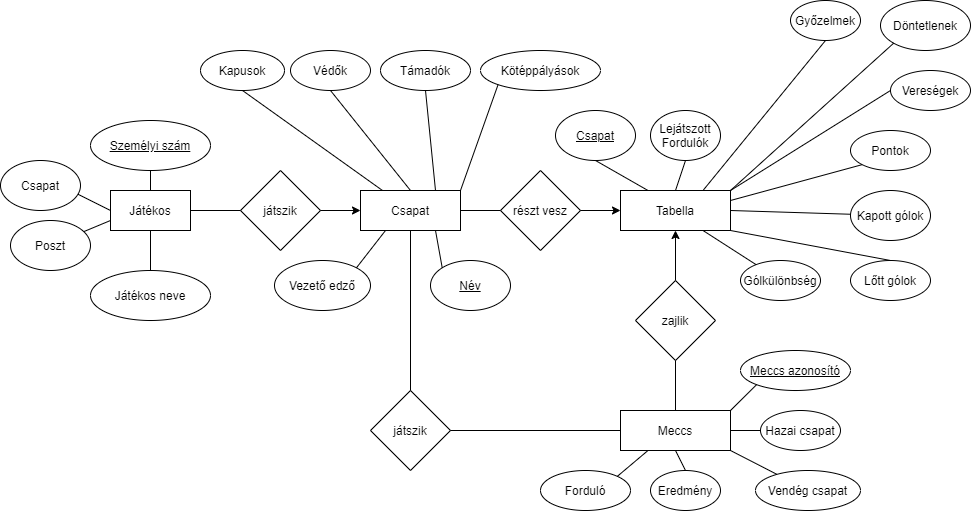 Győzelmek
Döntetlenek
Kapusok
Védők
Támadók
Kötéppályások
Vereségek
Csapat
Lejátszott
Fordulók
Személyi szám
Pontok
Csapat
Játékos
játszik
Csapat
részt vesz
Tabella
Kapott gólok
Poszt
Játékos neve
Vezető edző
Név
Gólkülönbség
Lőtt gólok
zajlik
Meccs azonosító
játszik
Meccs
Hazai csapat
Forduló
Eredmény
Vendég csapat